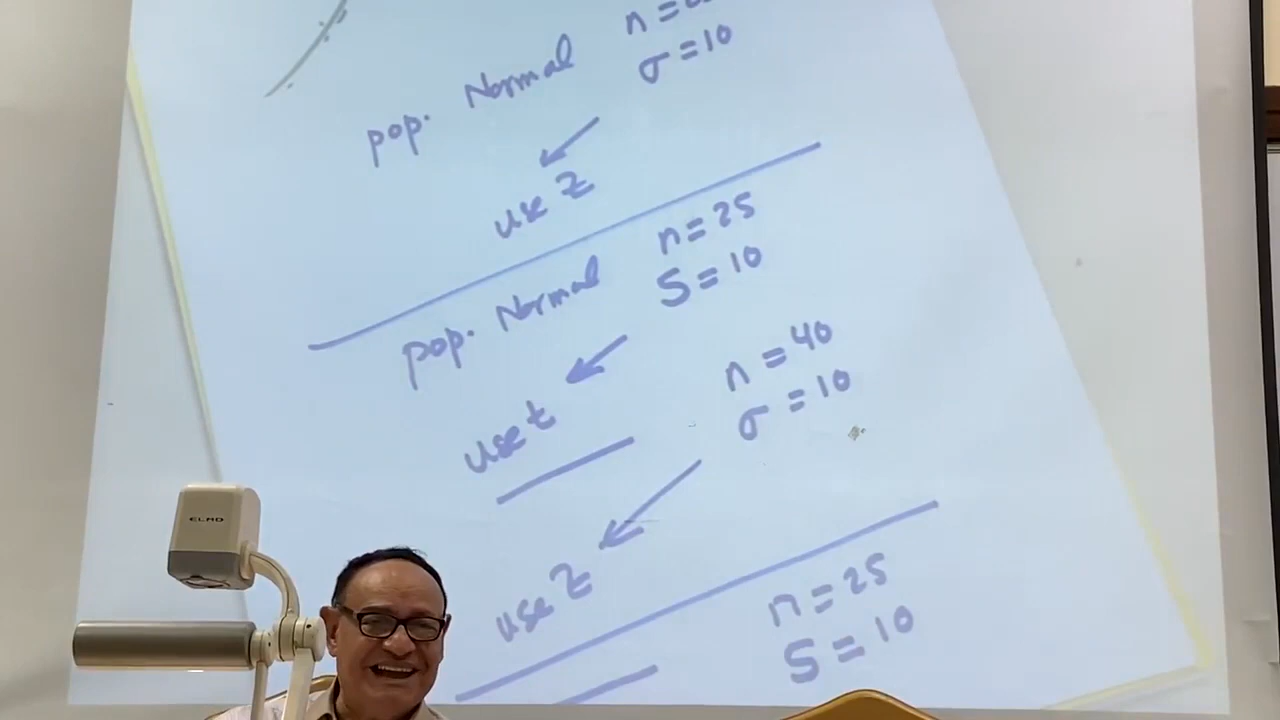 n =
pop. Normal σ = 10
use Z
n = 25
pop. Normal S = 10
use t
n = 40
σ = 10
use Z
n = 25
S = 10
ELMO